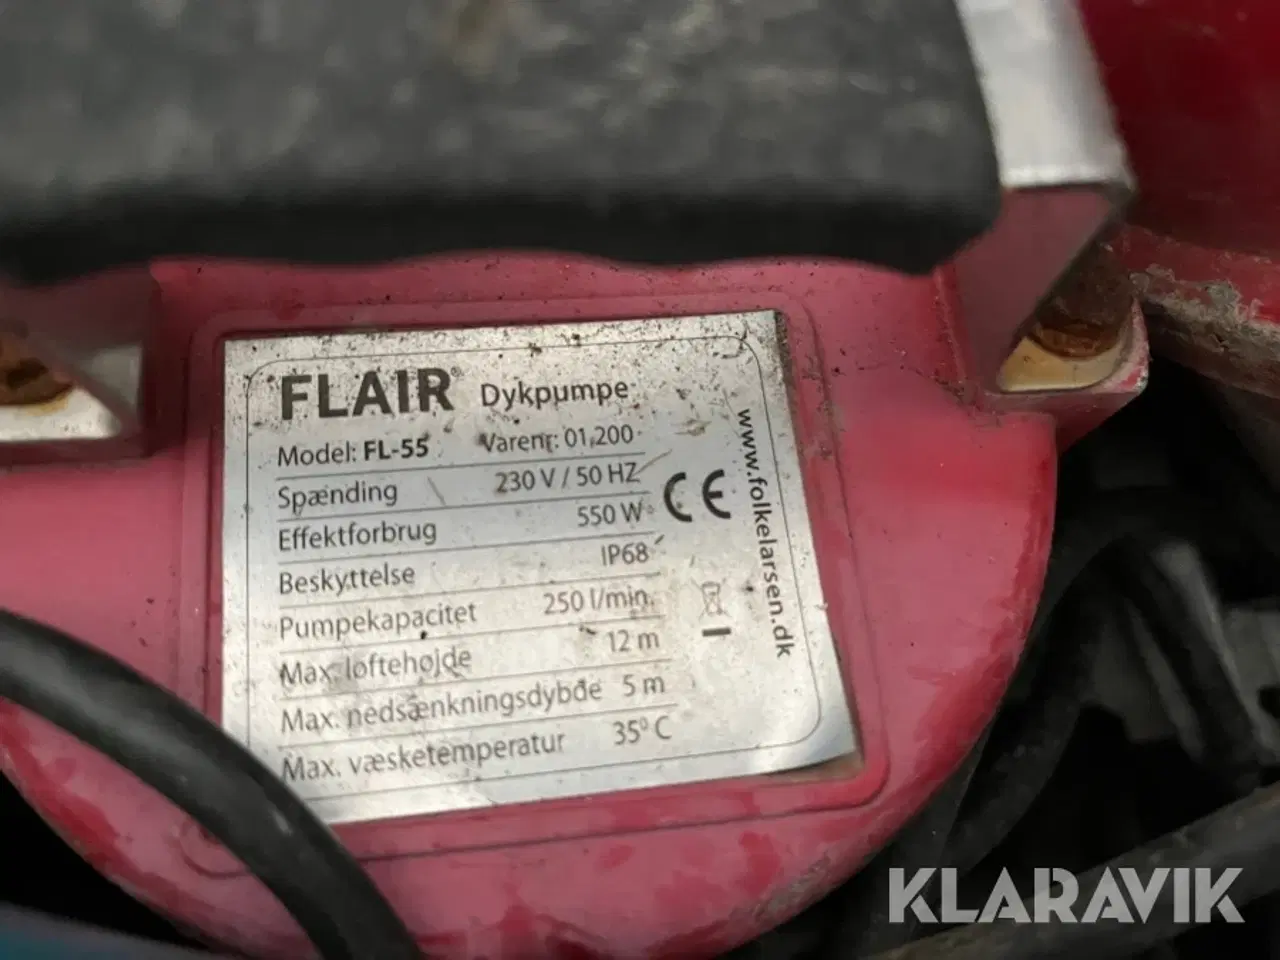 FLAIR® Dykpumpe
Model: FL-55 Varenr: 01,200
Spænding 230 V / 50 HZ
Effektforbrug 550 W
Beskyttelse IP68
Pumpekapacitet 250 l/min.
Max. løftehøjde 12 m
Max. nedsænkningsdybde 5 m
Max. væsketemperatur 35° C
CE
www.folkelarsen.dk
KLARAVIK